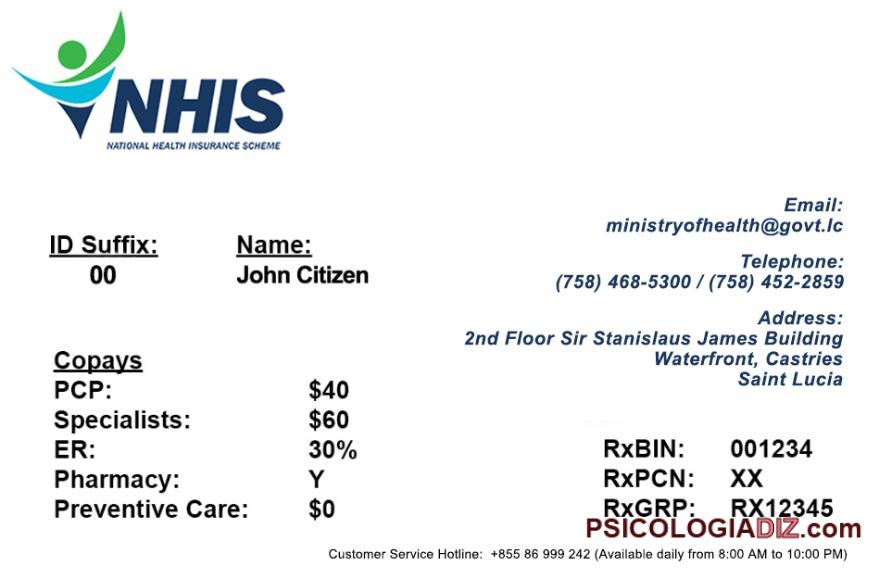 NHIS
NATIONAL HEALTH INSURANCE SCHEME
Email:
ministryofhealth@govt.lc
Telephone:
(758) 468-5300 / (758) 452-2859
Address:
2nd Floor Sir Stanislaus James Building
Waterfront, Castries
Saint Lucia
ID Suffix: Name:
00 John Citizen
Copays
PCP: $40
Specialists: $60
ER: 30%
Pharmacy: Y
Preventive Care: $0
RxBIN: 001234
RxPCN: XX
RxGRP: RX12345
PSICOLOGIADIZ.com
Customer Service Hotline: +855 86 999 242 (Available daily from 8:00 AM to 10:00 PM)